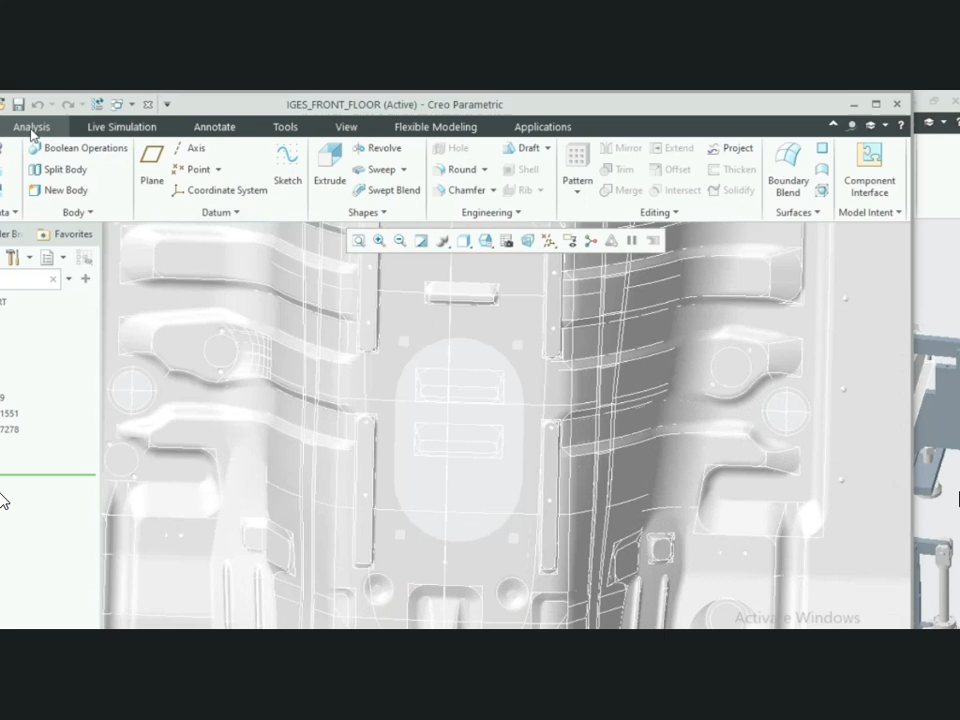 IGES_FRONT_FLOOR (Active) - Creo Parametric
Analysis Live Simulation Annotate Tools View Flexible Modeling Applications
Boolean Operations Axis Revolve Hole Draft Mirror Extend Project
Split Body Point Sweep Round Shell Trim Offset Thicken
Plane Sketch Extrude Pattern Boundary Blend Component Interface
New Body Coordinate System Swept Blend Chamfer Rib Merge Intersect Solidify
Body Datum Shapes Engineering Editing Surfaces Model Intent
Favorites
9
1551
7278
Activate Windows